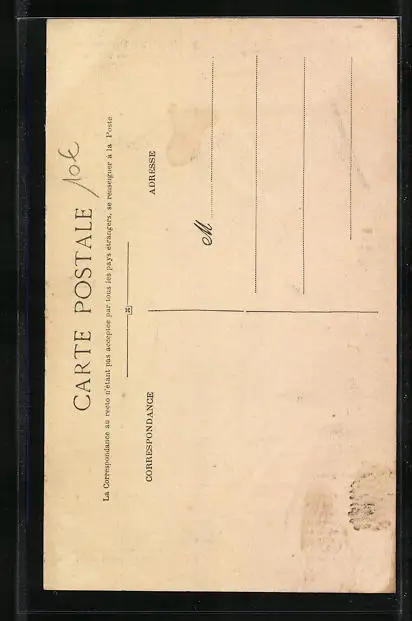 CARTE POSTALE
10€
La Correspondance au recto n'étant pas acceptée par tous les pays étrangers, se renseigner à la Poste
CORRESPONDANCE
ADRESSE
M